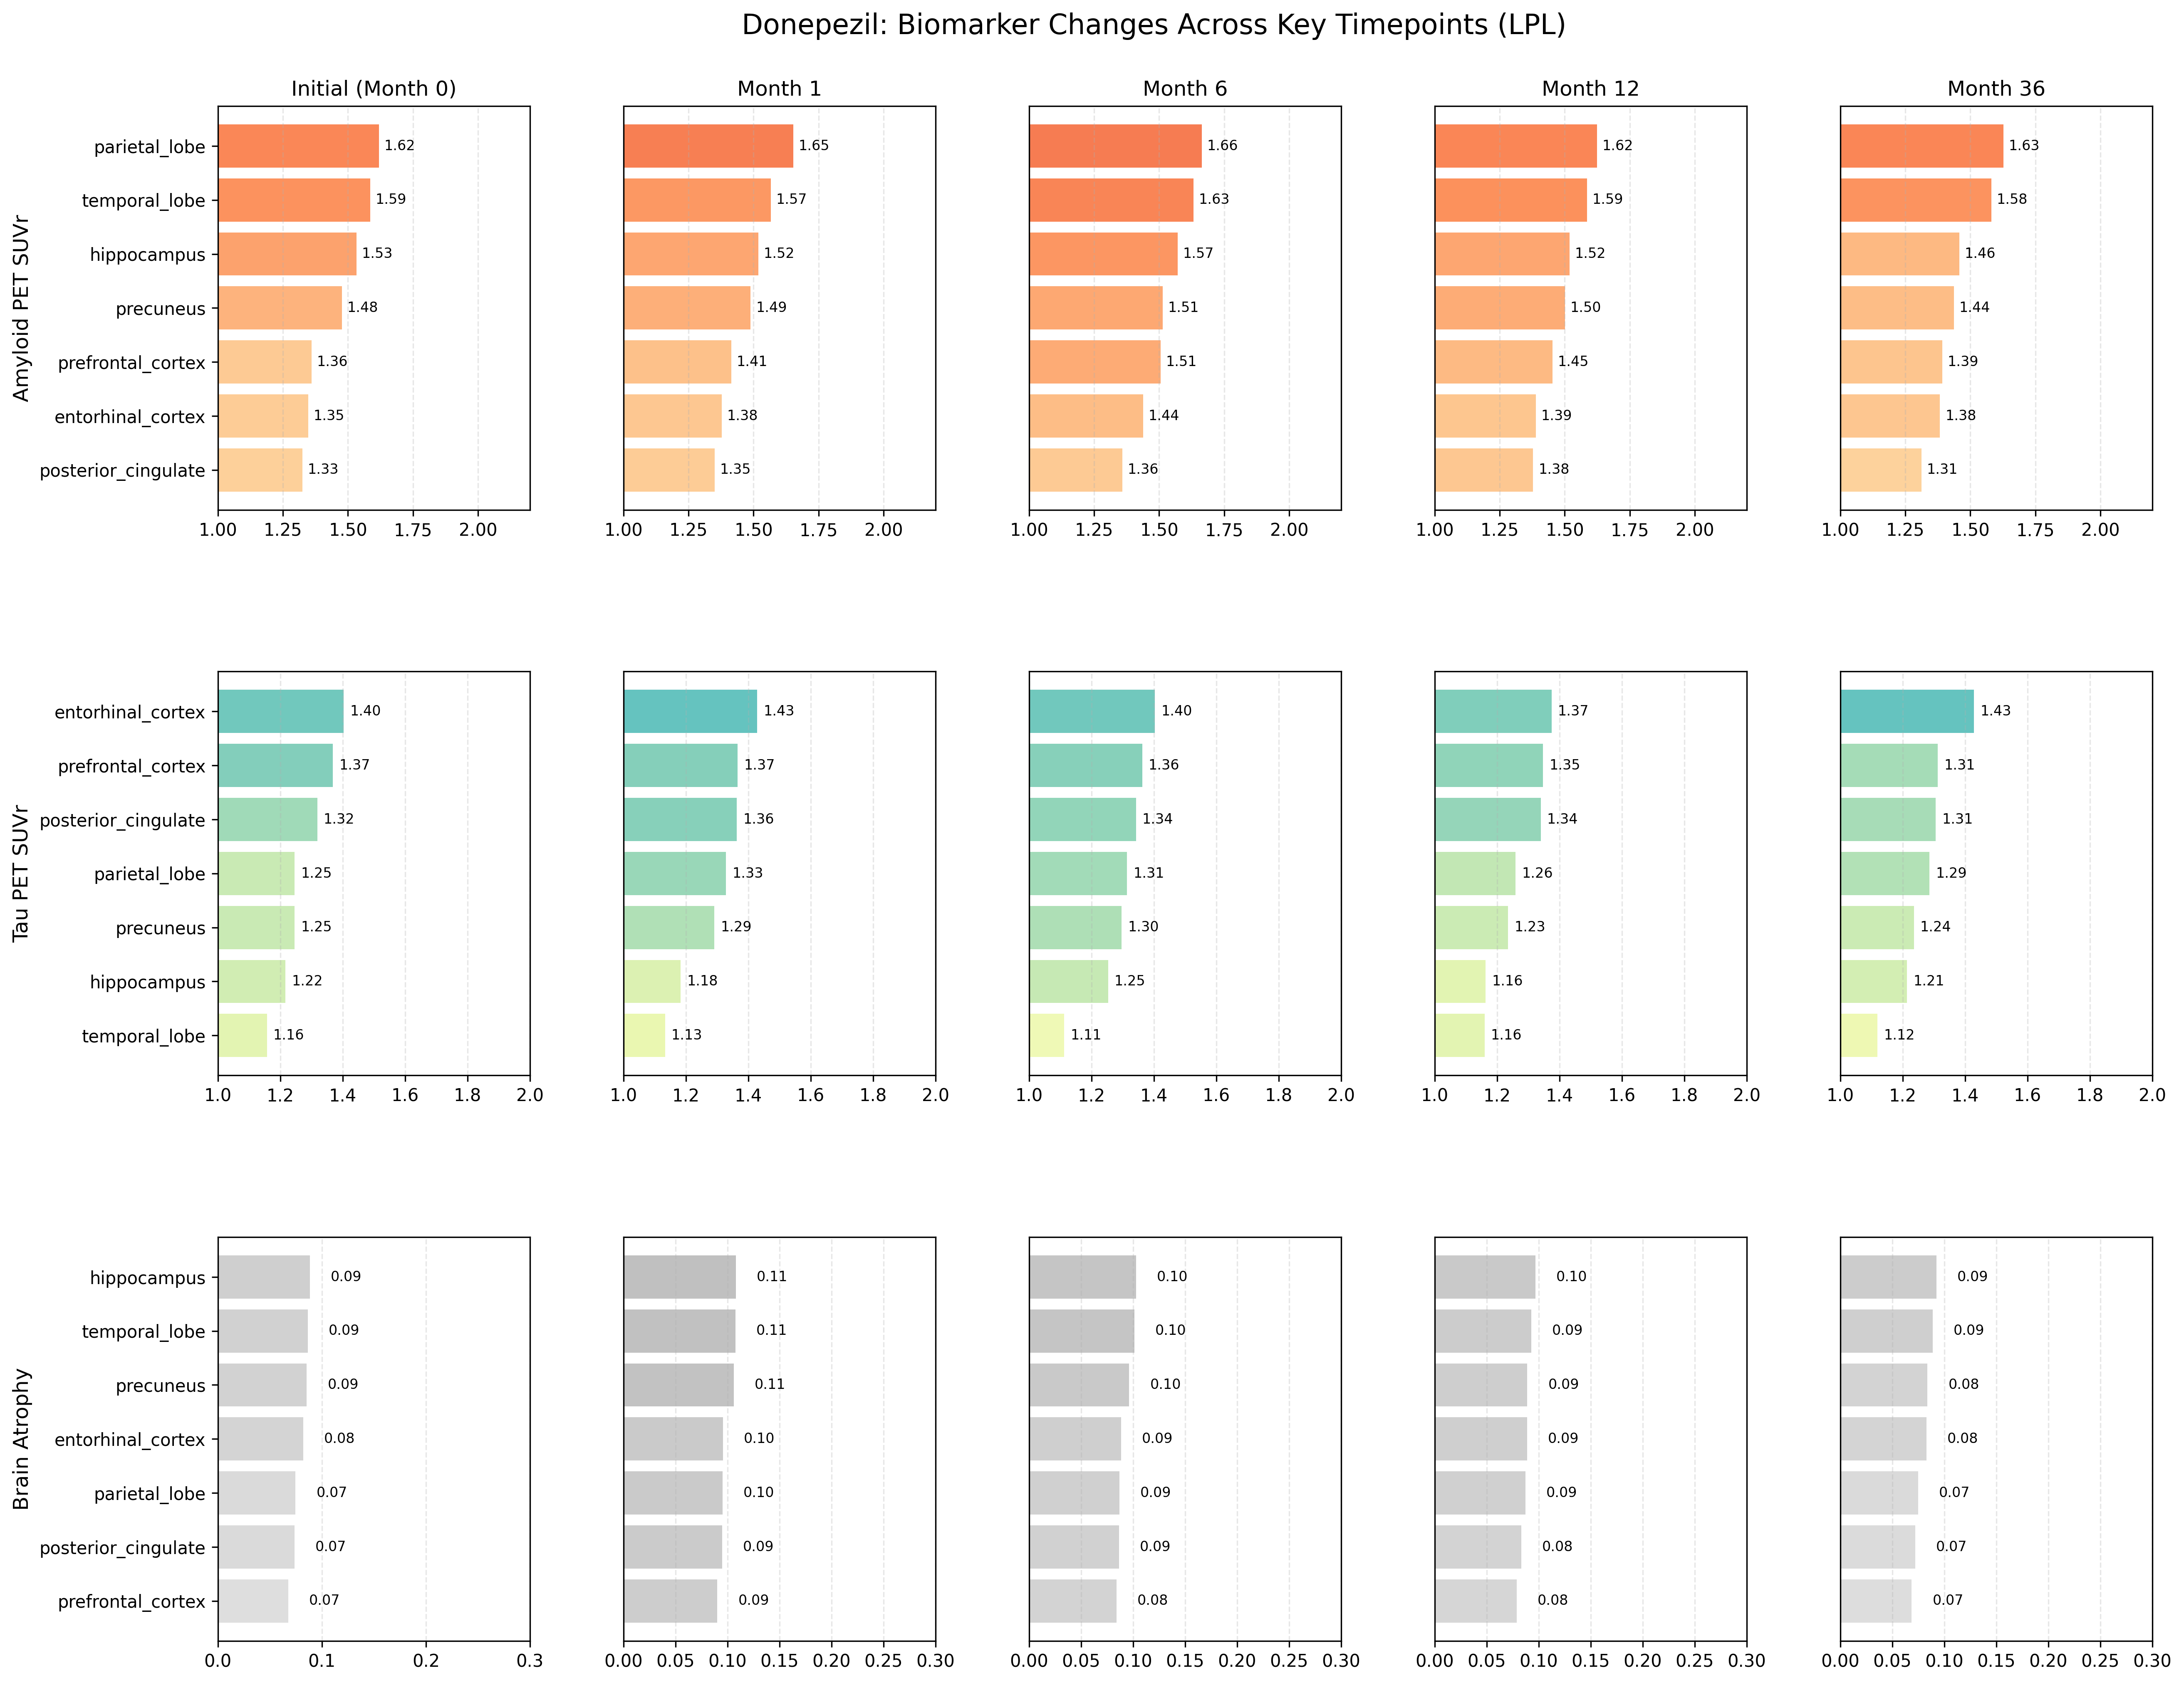 Donepezil: Biomarker Changes Across Key Timepoints (LPL)
Initial (Month 0)
Month 1
Month 6
Month 12
Month 36
Amyloid PET SUVr
parietal_lobe 1.62 1.65 1.66 1.62 1.63
temporal_lobe 1.59 1.57 1.63 1.59 1.58
hippocampus 1.53 1.52 1.57 1.52 1.46
precuneus 1.48 1.49 1.51 1.50 1.44
prefrontal_cortex 1.36 1.41 1.51 1.45 1.39
entorhinal_cortex 1.35 1.38 1.44 1.39 1.38
posterior_cingulate 1.33 1.35 1.36 1.38 1.31
1.00 1.25 1.50 1.75 2.00
1.00 1.25 1.50 1.75 2.00
1.00 1.25 1.50 1.75 2.00
1.00 1.25 1.50 1.75 2.00
1.00 1.25 1.50 1.75 2.00
Tau PET SUVr
entorhinal_cortex 1.40 1.43 1.40 1.37 1.43
prefrontal_cortex 1.37 1.37 1.36 1.35 1.31
posterior_cingulate 1.32 1.36 1.34 1.34 1.31
parietal_lobe 1.25 1.33 1.31 1.26 1.29
precuneus 1.25 1.29 1.30 1.23 1.24
hippocampus 1.22 1.18 1.25 1.16 1.21
temporal_lobe 1.16 1.13 1.11 1.16 1.12
1.0 1.2 1.4 1.6 1.8 2.0
1.0 1.2 1.4 1.6 1.8 2.0
1.0 1.2 1.4 1.6 1.8 2.0
1.0 1.2 1.4 1.6 1.8 2.0
1.0 1.2 1.4 1.6 1.8 2.0
Brain Atrophy
hippocampus 0.09 0.11 0.10 0.10 0.09
temporal_lobe 0.09 0.11 0.10 0.09 0.09
precuneus 0.09 0.11 0.10 0.09 0.08
entorhinal_cortex 0.08 0.10 0.09 0.09 0.08
parietal_lobe 0.07 0.10 0.09 0.09 0.07
posterior_cingulate 0.07 0.09 0.09 0.08 0.07
prefrontal_cortex 0.07 0.09 0.08 0.08 0.07
0.0 0.1 0.2 0.3
0.00 0.05 0.10 0.15 0.20 0.25 0.30
0.00 0.05 0.10 0.15 0.20 0.25 0.30
0.00 0.05 0.10 0.15 0.20 0.25 0.30
0.00 0.05 0.10 0.15 0.20 0.25 0.30